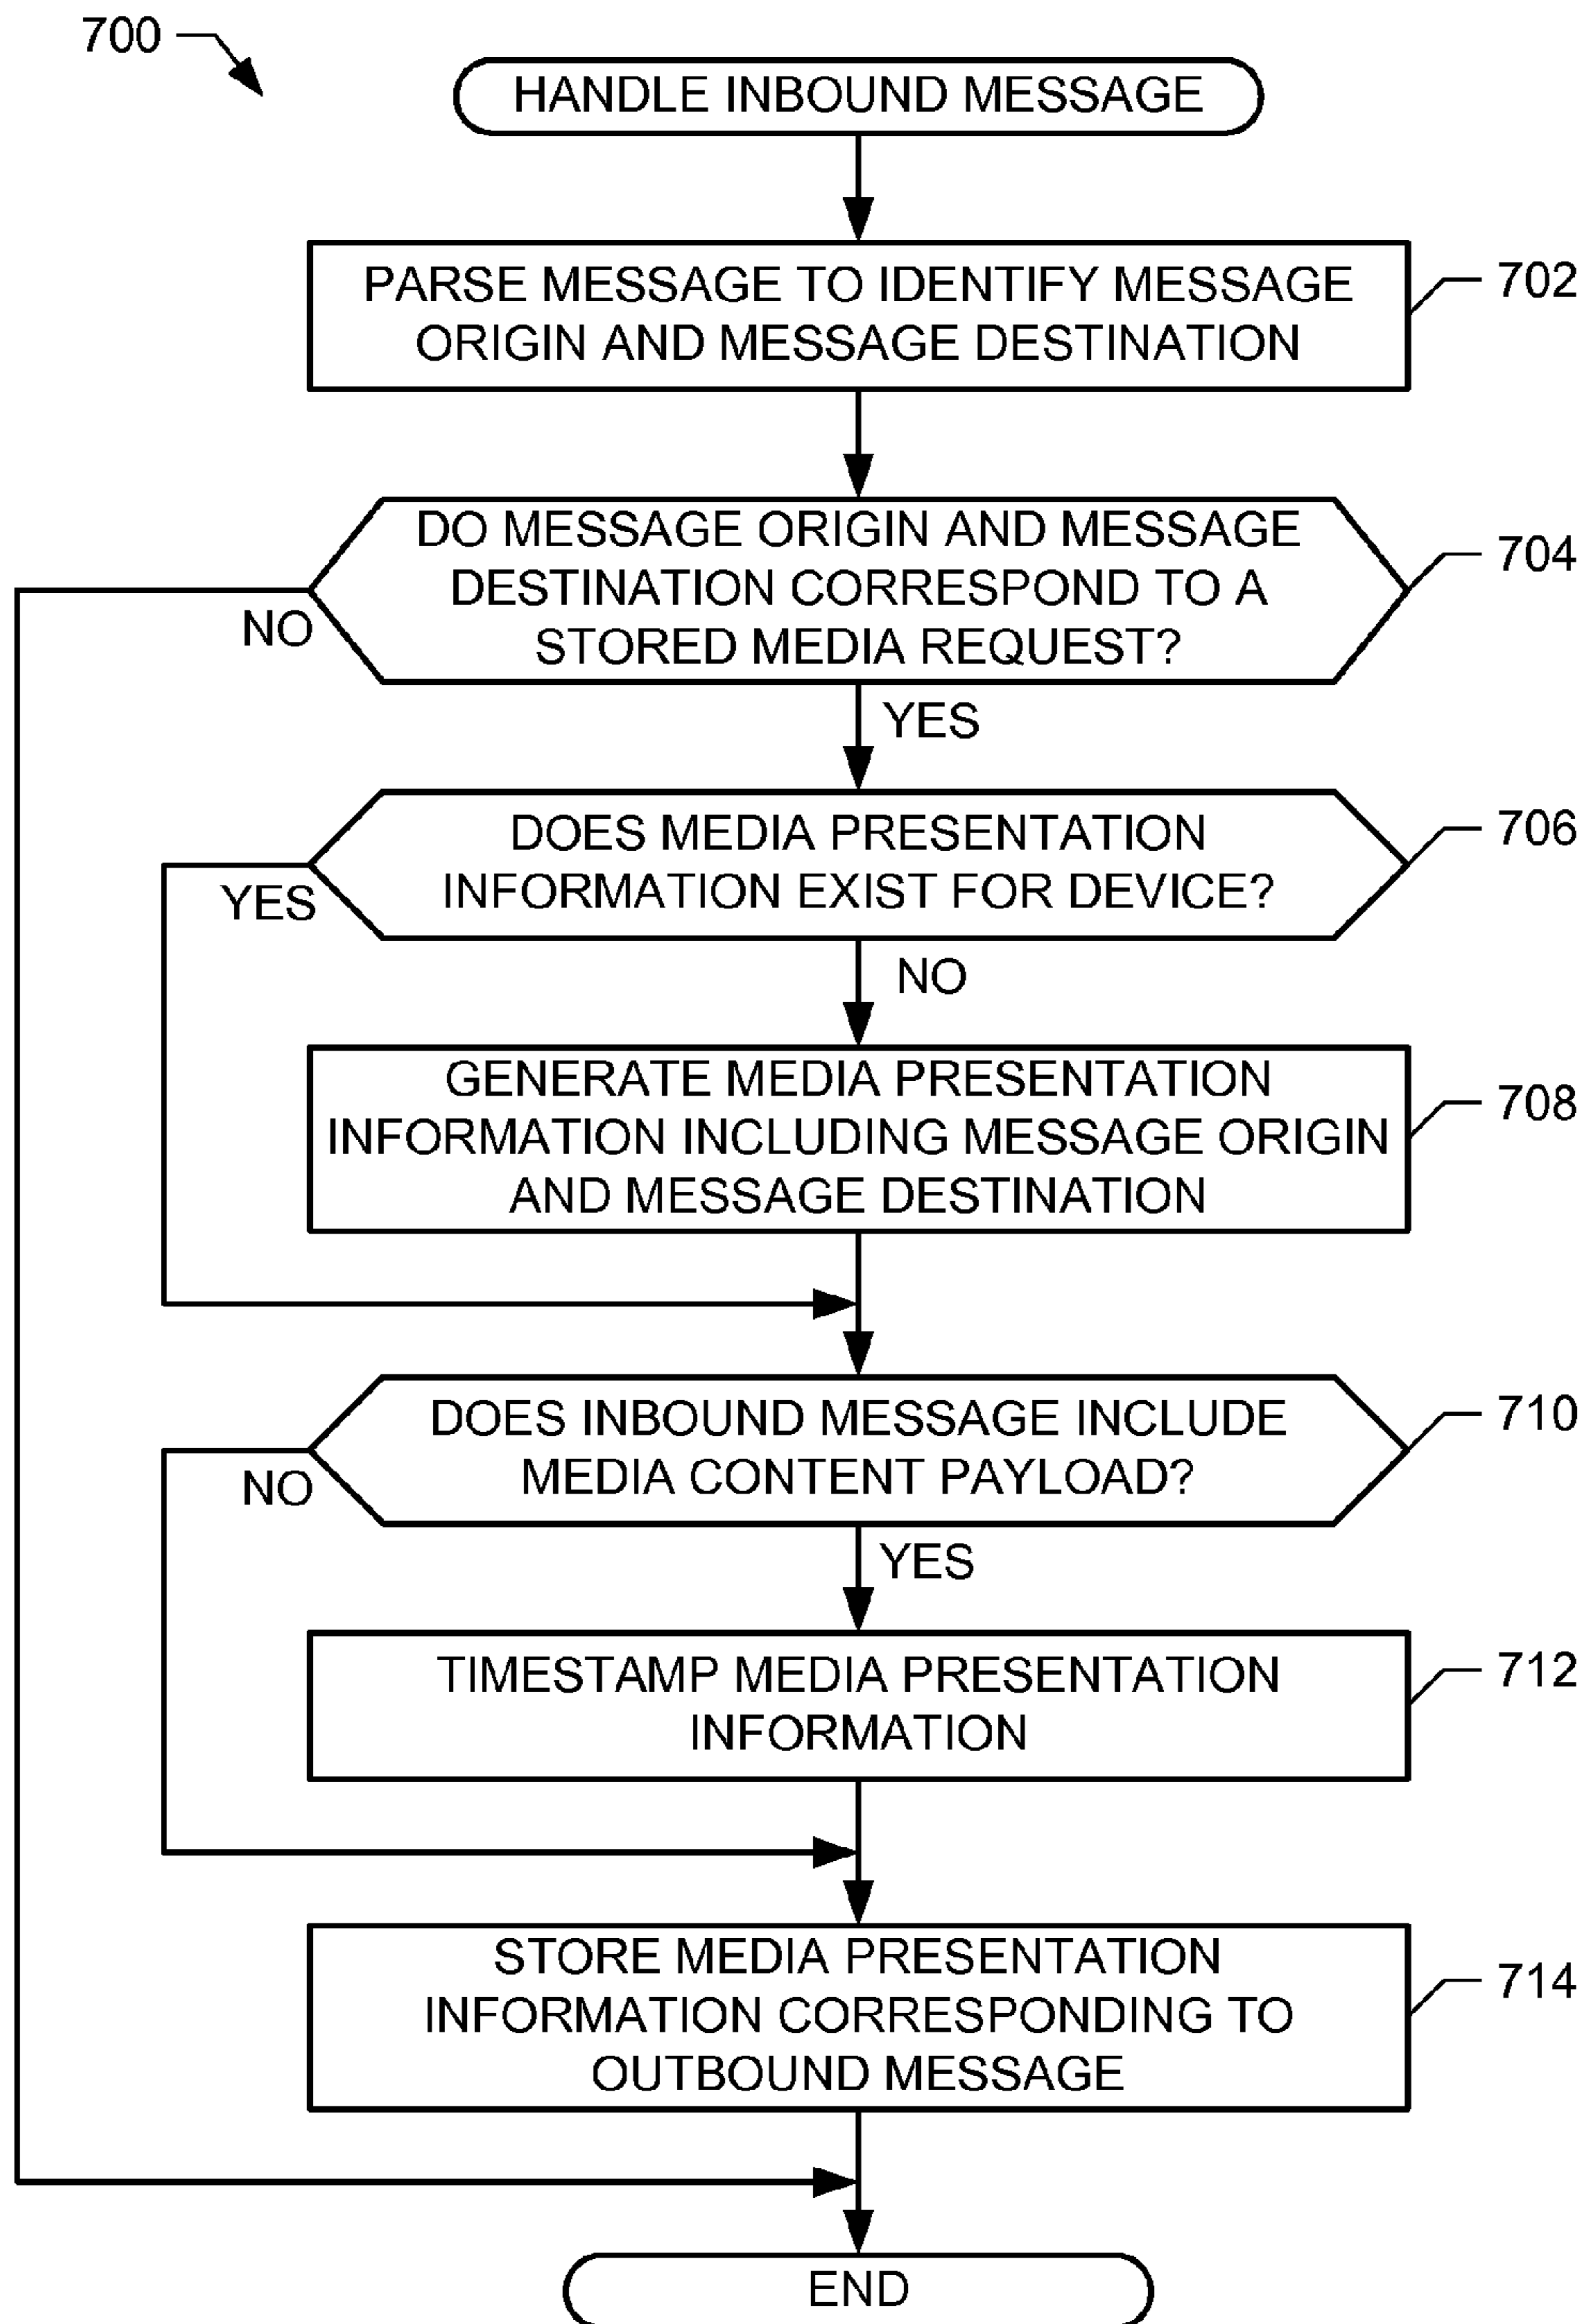 700
HANDLE INBOUND MESSAGE
PARSE MESSAGE TO IDENTIFY MESSAGE
ORIGIN AND MESSAGE DESTINATION
702
DO MESSAGE ORIGIN AND MESSAGE
DESTINATION CORRESPOND TO A
STORED MEDIA REQUEST?
704
NO
YES
DOES MEDIA PRESENTATION
INFORMATION EXIST FOR DEVICE?
706
YES
NO
GENERATE MEDIA PRESENTATION
INFORMATION INCLUDING MESSAGE ORIGIN
AND MESSAGE DESTINATION
708
DOES INBOUND MESSAGE INCLUDE
MEDIA CONTENT PAYLOAD?
710
NO
YES
TIMESTAMP MEDIA PRESENTATION
INFORMATION
712
STORE MEDIA PRESENTATION
INFORMATION CORRESPONDING TO
OUTBOUND MESSAGE
714
END